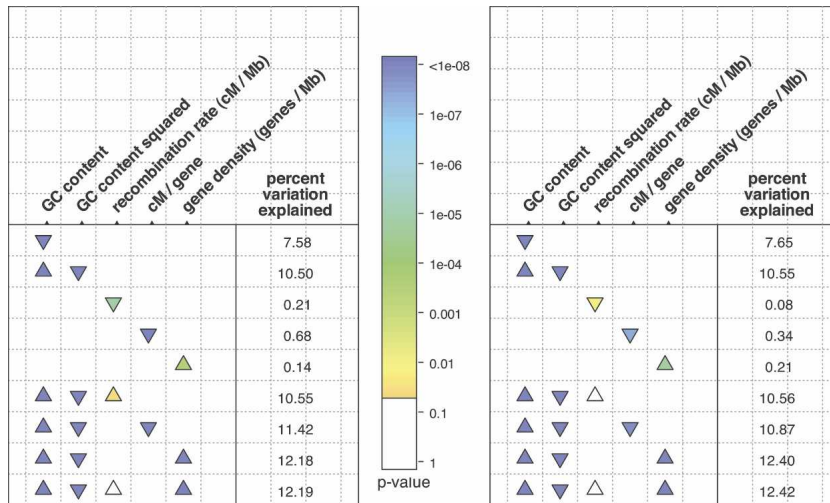 GC content
GC content squared
recombination rate (cM / Mb)
cM / gene
gene density (genes / Mb)
percent
variation
explained
7.58
10.50
0.21
0.68
0.14
10.55
11.42
12.18
12.19
<1e-08
1e-07
1e-06
1e-05
1e-04
0.001
0.01
0.1
1
p-value
GC content
GC content squared
recombination rate (cM / Mb)
cM / gene
gene density (genes / Mb)
percent
variation
explained
7.65
10.55
0.08
0.34
0.21
10.56
10.87
12.40
12.42